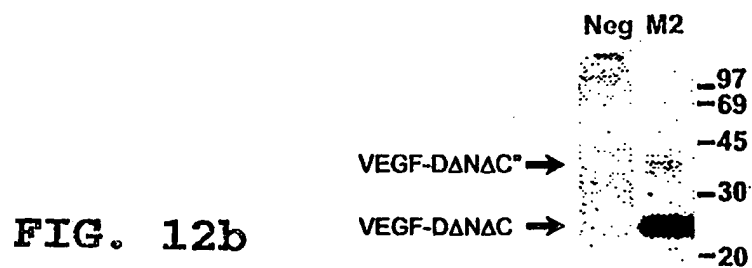 Neg M2
97
69
45
VEGF-DΔNΔC*
30
FIG. 12b
VEGF-DΔNΔC
20